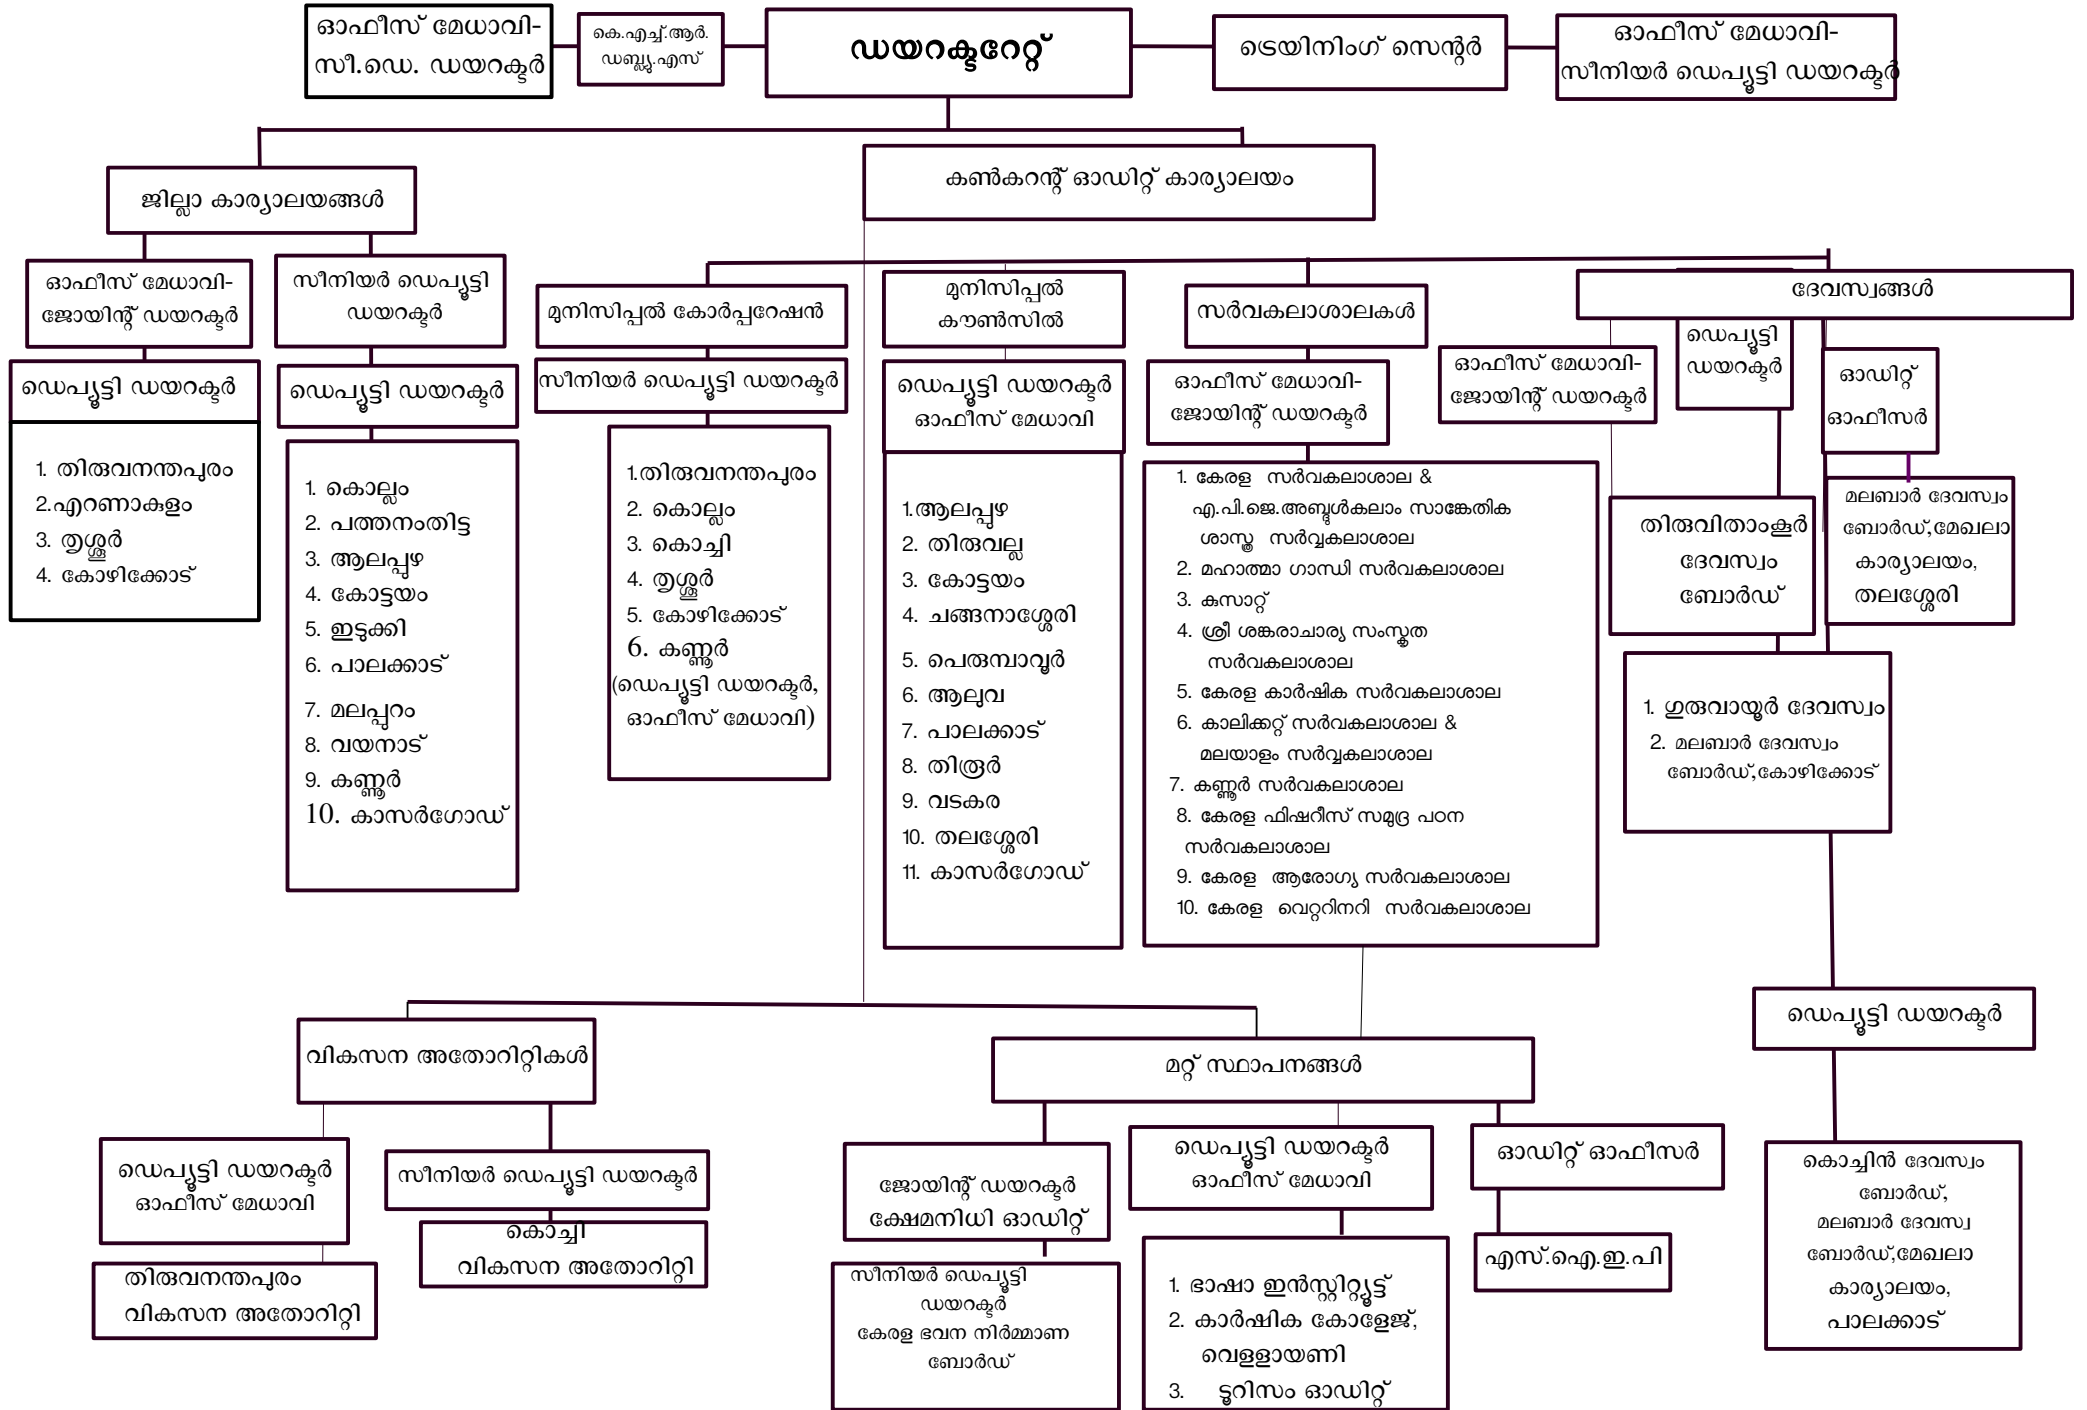 ഓഫീസ് മേധാവി-
സീ.ഡെ. ഡയറക്ടർ
കെ.എച്ച്.ആർ.
ഡബ്ല്യു.എസ്
ഡയറക്ടറേറ്റ്
ട്രെയിനിംഗ് സെന്റർ
ഓഫീസ് മേധാവി-
സീനിയർ ഡെപ്യൂട്ടി ഡയറക്ടർ
ജില്ലാ കാര്യാലയങ്ങൾ
കൺകറന്റ് ഓഡിറ്റ് കാര്യാലയം
ഓഫീസ് മേധാവി-
ജോയിന്റ് ഡയറക്ടർ
ഡെപ്യൂട്ടി ഡയറക്ടർ
1. തിരുവനന്തപുരം
2.എറണാകുളം
3. തൃശ്ശൂർ
4. കോഴിക്കോട്
സീനിയർ ഡെപ്യൂട്ടി
ഡയറക്ടർ
ഡെപ്യൂട്ടി ഡയറക്ടർ
1. കൊല്ലം
2. പത്തനംതിട്ട
3. ആലപ്പുഴ
4. കോട്ടയം
5. ഇടുക്കി
6. പാലക്കാട്
7. മലപ്പുറം
8. വയനാട്
9. കണ്ണൂർ
10. കാസർഗോഡ്
മുനിസിപ്പൽ കോർപ്പറേഷൻ
സീനിയർ ഡെപ്യൂട്ടി ഡയറക്ടർ
1.തിരുവനന്തപുരം
2. കൊല്ലം
3. കൊച്ചി
4. തൃശ്ശൂർ
5. കോഴിക്കോട്
6. കണ്ണൂർ
(ഡെപ്യൂട്ടി ഡയറക്ടർ,
ഓഫീസ് മേധാവി)
മുനിസിപ്പൽ
കൗൺസിൽ
ഡെപ്യൂട്ടി ഡയറക്ടർ
ഓഫീസ് മേധാവി
1.ആലപ്പുഴ
2. തിരുവല്ല
3. കോട്ടയം
4. ചങ്ങനാശ്ശേരി
5. പെരുമ്പാവൂർ
6. ആലുവ
7. പാലക്കാട്
8. തിരൂർ
9. വടകര
10. തലശ്ശേരി
11. കാസർഗോഡ്
സർവകലാശാലകൾ
ഓഫീസ് മേധാവി-
ജോയിന്റ് ഡയറക്ടർ
1. കേരള സർവകലാശാല &
എ.പി.ജെ.അബ്ദുൾകലാം സാങ്കേതിക
ശാസ്ത്ര സർവ്വകലാശാല
2. മഹാത്മാ ഗാന്ധി സർവകലാശാല
3. കുസാറ്റ്
4. ശ്രീ ശങ്കരാചാര്യ സംസ്കൃത
സർവകലാശാല
5. കേരള കാർഷിക സർവകലാശാല
6. കാലിക്കറ്റ് സർവകലാശാല &
മലയാളം സർവ്വകലാശാല
7. കണ്ണൂർ സർവകലാശാല
8. കേരള ഫിഷറീസ് സമുദ്ര പഠന
സർവകലാശാല
9. കേരള ആരോഗ്യ സർവകലാശാല
10. കേരള വെറ്ററിനറി സർവകലാശാല
ദേവസ്വങ്ങൾ
ഓഫീസ് മേധാവി-
ജോയിന്റ് ഡയറക്ടർ
ഡെപ്യൂട്ടി
ഡയറക്ടർ
ഓഡിറ്റ്
ഓഫീസർ
തിരുവിതാംകൂർ
ദേവസ്വം
ബോർഡ്
മലബാർ ദേവസ്വം
ബോർഡ്,മേഖലാ
കാര്യാലയം,
തലശ്ശേരി
1. ഗുരുവായൂർ ദേവസ്വം
2. മലബാർ ദേവസ്വം
ബോർഡ്,കോഴിക്കോട്
ഡെപ്യൂട്ടി ഡയറക്ടർ
കൊച്ചിൻ ദേവസ്വം
ബോർഡ്,
മലബാർ ദേവസ്വ
ബോർഡ്,മേഖലാ
കാര്യാലയം,
പാലക്കാട്
വികസന അതോറിറ്റികൾ
ഡെപ്യൂട്ടി ഡയറക്ടർ
ഓഫീസ് മേധാവി
തിരുവനന്തപുരം
വികസന അതോറിറ്റി
സീനിയർ ഡെപ്യൂട്ടി ഡയറക്ടർ
കൊച്ചി
വികസന അതോറിറ്റി
മറ്റ് സ്ഥാപനങ്ങൾ
ജോയിന്റ് ഡയറക്ടർ
ക്ഷേമനിധി ഓഡിറ്റ്
സീനിയർ ഡെപ്യൂട്ടി
ഡയറക്ടർ
കേരള ഭവന നിർമ്മാണ
ബോർഡ്
ഡെപ്യൂട്ടി ഡയറക്ടർ
ഓഫീസ് മേധാവി
1. ഭാഷാ ഇൻസ്റ്റിറ്റ്യൂട്ട്
2. കാർഷിക കോളേജ്,
വെളളായണി
3. ടൂറിസം ഓഡിറ്റ്
ഓഡിറ്റ് ഓഫീസർ
എസ്.ഐ.ഇ.പി